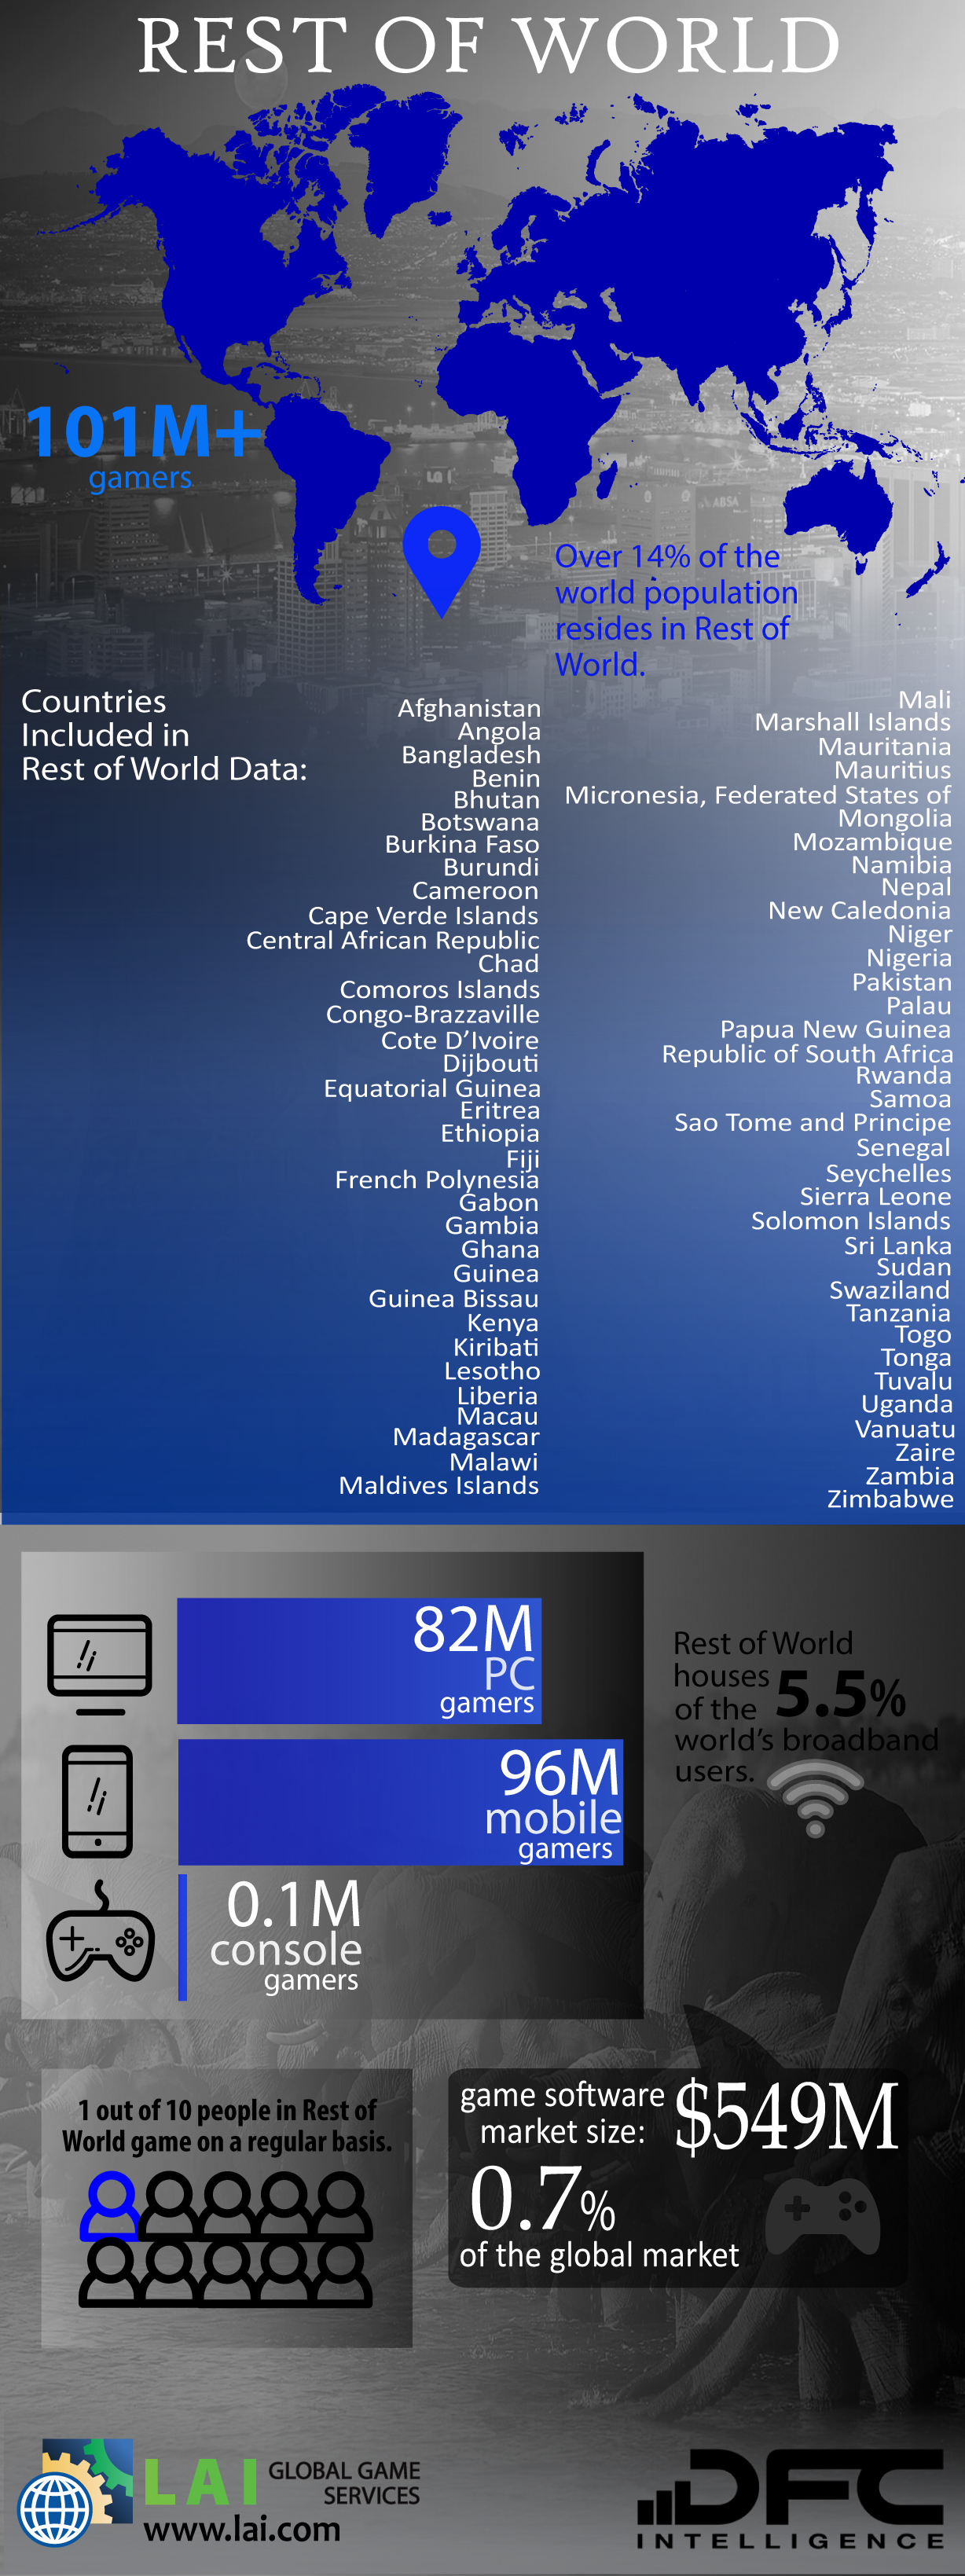 REST OF WORLD
101M+
gamers
Over 14% of the
world population
resides in Rest of
World.
Countries
Included in
Rest of World Data:
Afghanistan
Angola
Bangladesh
Benin
Bhutan
Botswana
Burkina Faso
Burundi
Cameroon
Cape Verde Islands
Central African Republic
Chad
Comoros Islands
Congo-Brazzaville
Cote D’Ivoire
Dijbouti
Equatorial Guinea
Eritrea
Ethiopia
Fiji
French Polynesia
Gabon
Gambia
Ghana
Guinea
Guinea Bissau
Kenya
Kiribati
Lesotho
Liberia
Macau
Madagascar
Malawi
Maldives Islands
Mali
Marshall Islands
Mauritania
Mauritius
Micronesia, Federated States of
Mongolia
Mozambique
Namibia
Nepal
New Caledonia
Niger
Nigeria
Pakistan
Palau
Papua New Guinea
Republic of South Africa
Rwanda
Samoa
Sao Tome and Principe
Senegal
Seychelles
Sierra Leone
Solomon Islands
Sri Lanka
Sudan
Swaziland
Tanzania
Togo
Tonga
Tuvalu
Uganda
Vanuatu
Zaire
Zambia
Zimbabwe
82M
PC
gamers
96M
mobile
gamers
0.1M
console
gamers
Rest of World
houses 5.5%
of the
world’s broadband
users.
1 out of 10 people in Rest of
World game on a regular basis.
game software
market size: $549M
0.7%
of the global market
LAI GLOBAL GAME
SERVICES
www.lai.com
DFC
INTELLIGENCE
LG
ABSA